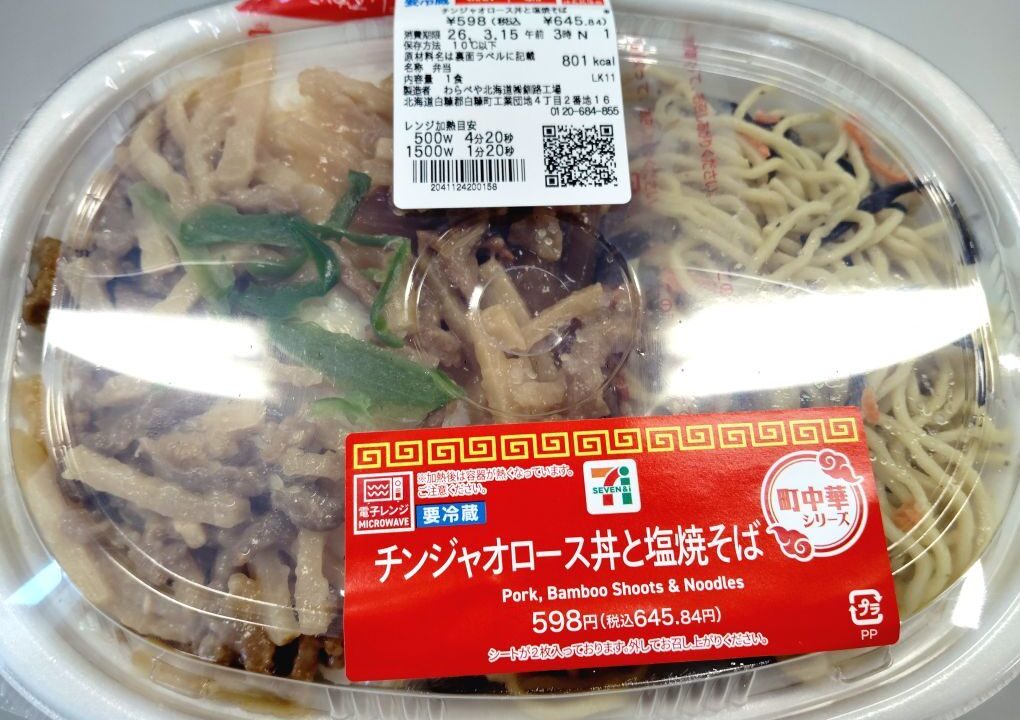 要冷蔵
チンジャオロース丼と塩焼そば
¥598 (税込 ¥645.84)
消費期限 26. 3.15 午前 3時 N 1
保存方法 10℃以下
原材料名は裏面ラベルに記載 801 kcal
名称 弁当
内容量 1食 LK11
製造者 わらべや北海道㈱釧路工場
北海道白糠郡白糠町工業団地4丁目2番地16
0120-684-855
レンジ加熱目安
500W 4分20秒
1500W 1分20秒
2041124200158
電子レンジ
MICROWAVE
※加熱後は容器が熱くなっています。
ご注意ください。
要冷蔵
7i
SEVEN&i
町中華
シリーズ
チンジャオロース丼と塩焼そば
Pork, Bamboo Shoots & Noodles
598円(税込645.84円)
シートが2枚入っております。外してお召し上がりください。
プラ
PP